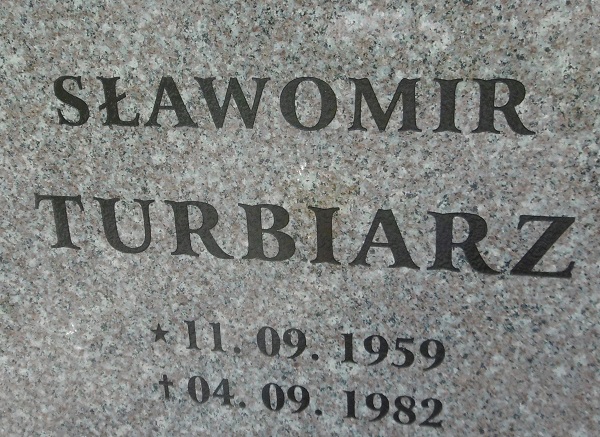 SŁAWOMIR
TURBIARZ
★ 11. 09. 1959
† 04. 09. 1982